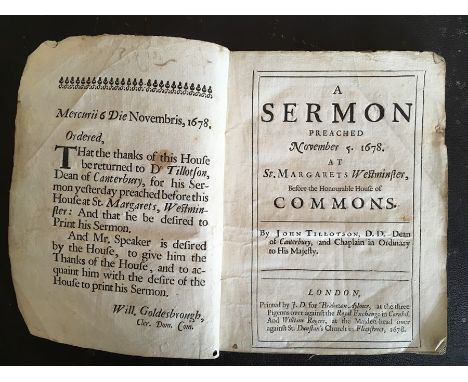 Mercurii 6 Die Novembris, 1678.
Ordered,
THat the thanks of this House
be returned to Dr Tillotson,
Dean of Canterbury, for his Ser-
mon yesterday preached before this
House at St. Margarets, Westmin-
ster: And that he be desired to
Print his Sermon.
And Mr. Speaker is desired
by the House, to give him the
Thanks of the House, and to ac-
quaint him with the desire of the
House to print his Sermon.
Will. Goldesbrough,
Cler. Dom. Com.
A
SERMON
PREACHED
November 5. 1678.
AT
St. MARGARETS Westminster,
Before the Honourable House of
COMMONS.
By JOHN TILLOTSON, D.D. Dean
of Canterbury, and Chaplain in Ordinary
to His Majesty.
LONDON,
Printed by J. D. for Brabazon Aylmer, at the three
Pigeons over against the Royal Exchange in Cornhil.
And William Rogers, at the Maiden-head over
against St. Dunstan's Church in Fleetstreet, 1678.